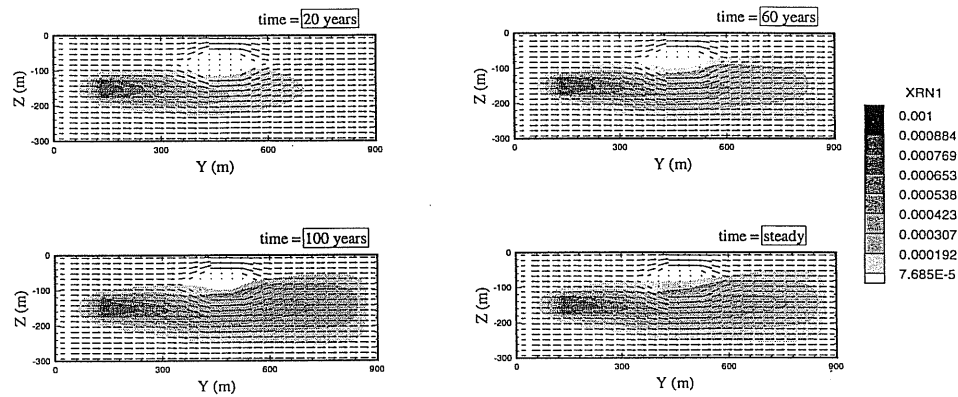 time = 20 years
0
-100
-200
-300
Z (m)
0
300
600
900
Y (m)
time = 60 years
0
-100
-200
-300
Z (m)
0
300
600
900
Y (m)
time = 100 years
0
-100
-200
-300
Z (m)
0
300
600
900
Y (m)
time = steady
0
-100
-200
-300
Z (m)
0
300
600
900
Y (m)
XRN1
0.001
0.000884
0.000769
0.000653
0.000538
0.000423
0.000307
0.000192
7.685E-5